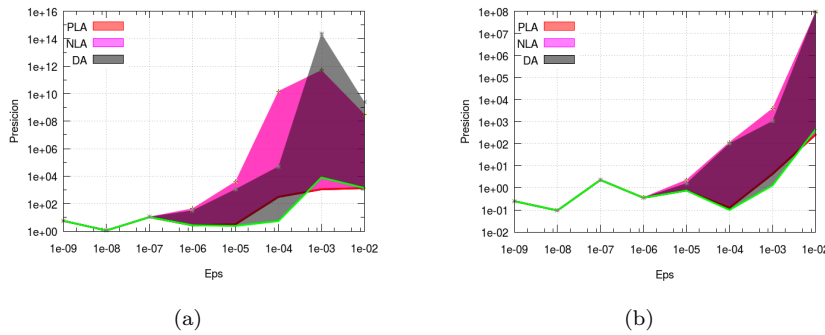 1e+16
1e+14
1e+12
1e+10
1e+08
1e+06
1e+04
1e+02
1e+00
Presicion
PLA
NLA
DA
1e-09 1e-08 1e-07 1e-06 1e-05 1e-04 1e-03 1e-02
Eps
(a)
1e+08
1e+07
1e+06
1e+05
1e+04
1e+03
1e+02
1e+01
1e+00
1e-01
1e-02
Presicion
PLA
NLA
DA
1e-09 1e-08 1e-07 1e-06 1e-05 1e-04 1e-03 1e-02
Eps
(b)